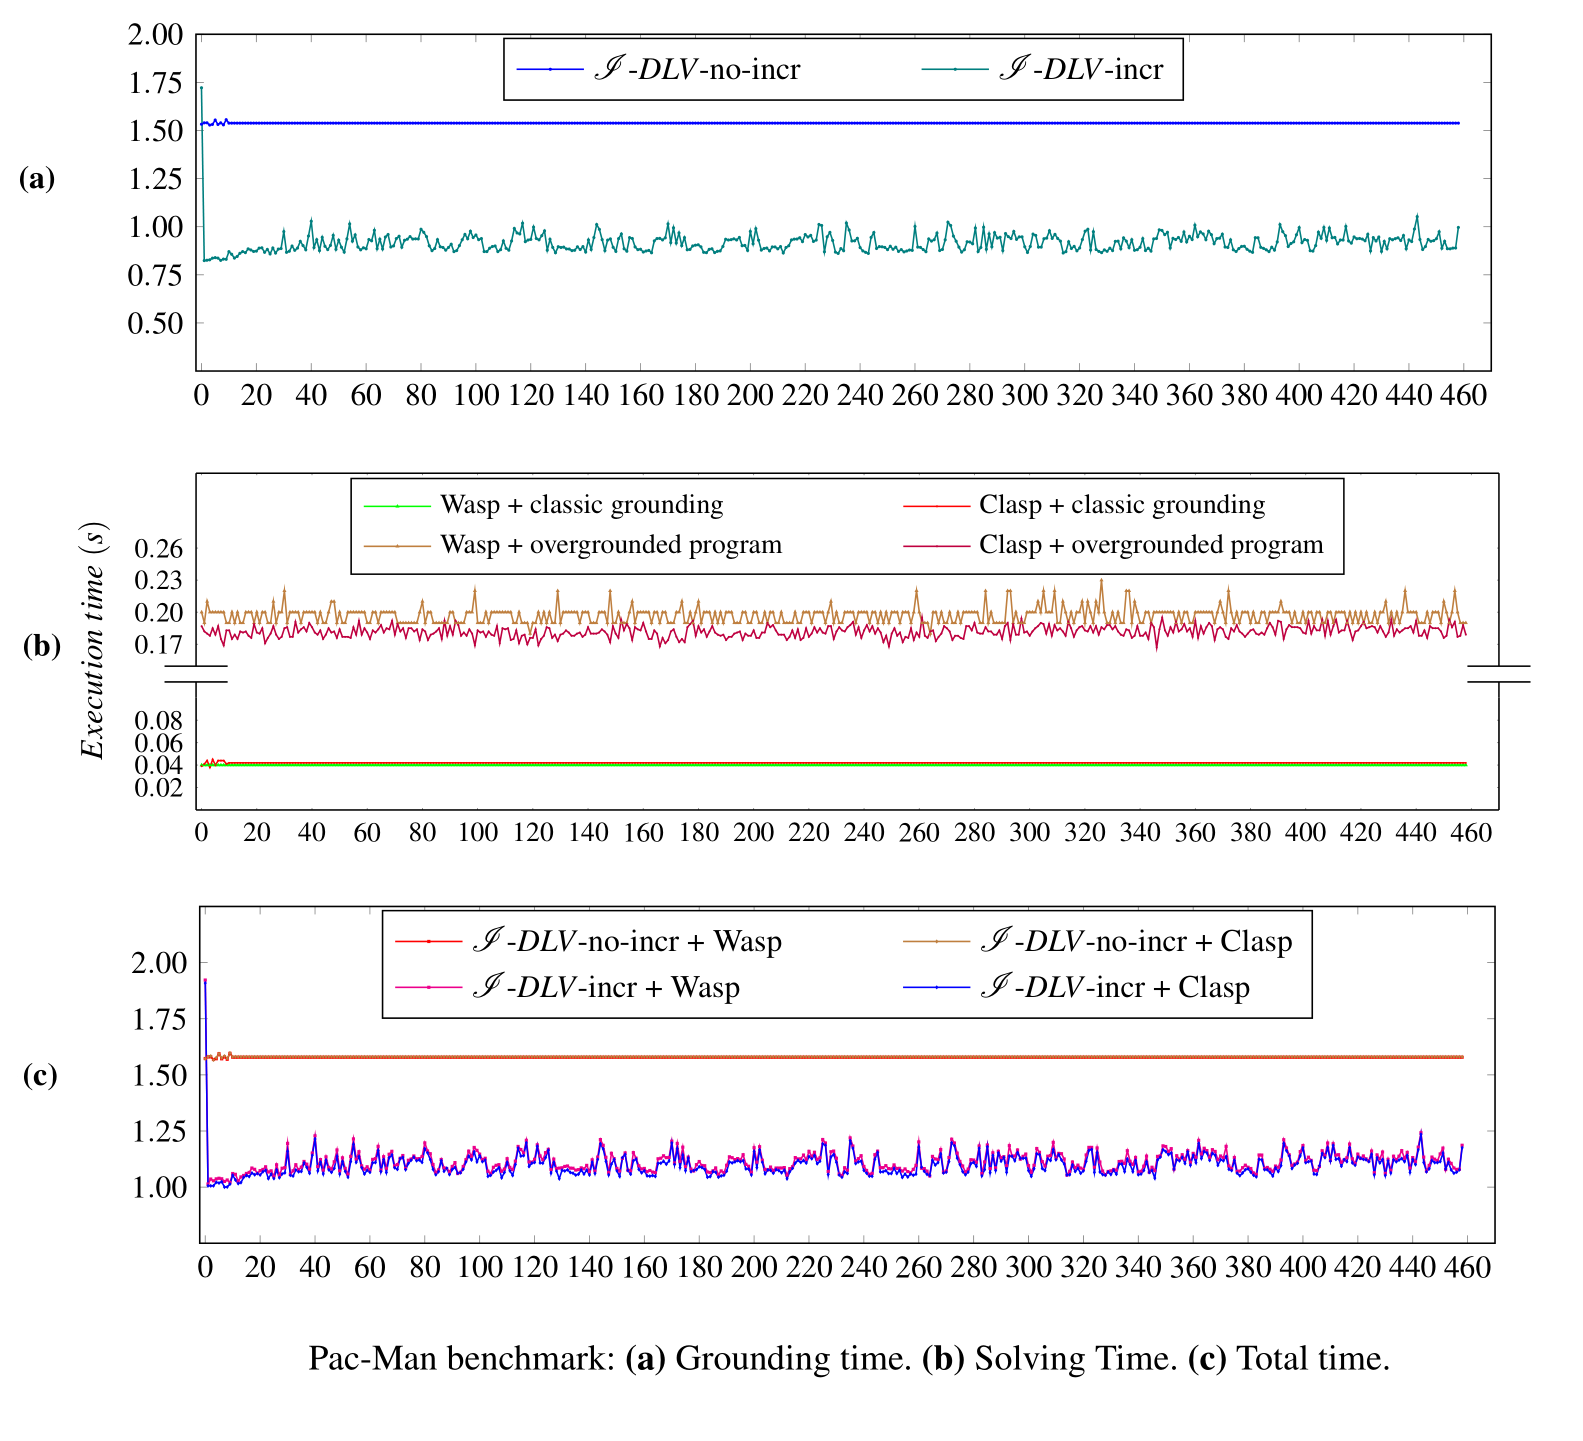 2.00
ℐ-DLV-no-incr ℐ-DLV-incr
1.75
1.50
(a)
1.25
1.00
0.75
0.50
0 20 40 60 80 100 120 140 160 180 200 220 240 260 280 300 320 340 360 380 400 420 440 460
Wasp + classic grounding Clasp + classic grounding
Wasp + overgrounded program Clasp + overgrounded program
0.26
0.23
0.20
0.17
(b)
Execution time (s)
0.08
0.06
0.04
0.02
0 20 40 60 80 100 120 140 160 180 200 220 240 260 280 300 320 340 360 380 400 420 440 460
ℐ-DLV-no-incr + Wasp ℐ-DLV-no-incr + Clasp
ℐ-DLV-incr + Wasp ℐ-DLV-incr + Clasp
2.00
1.75
1.50
(c)
1.25
1.00
0 20 40 60 80 100 120 140 160 180 200 220 240 260 280 300 320 340 360 380 400 420 440 460
Pac-Man benchmark: (a) Grounding time. (b) Solving Time. (c) Total time.